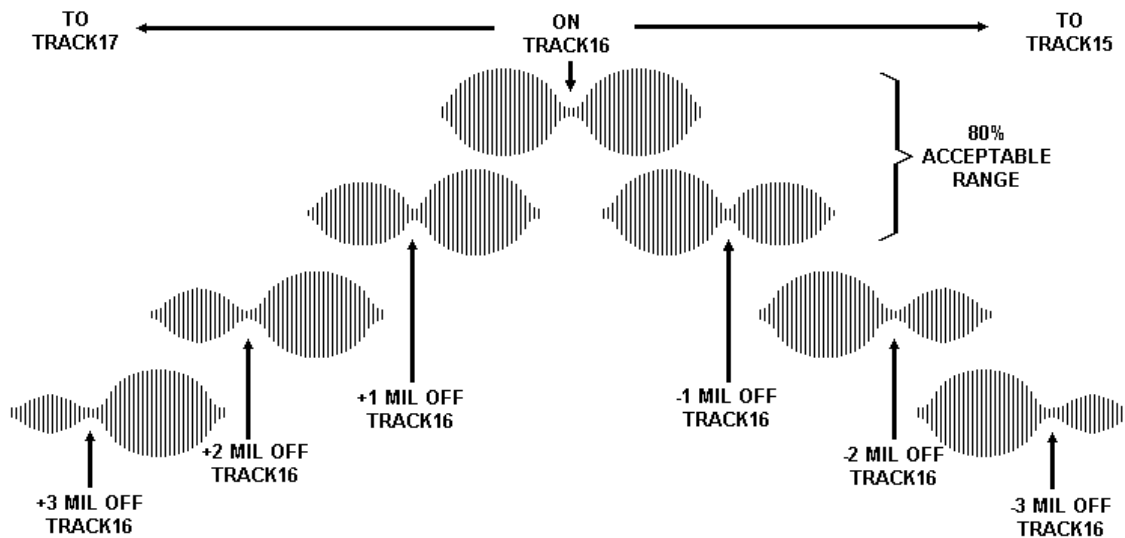 TO
TRACK17
ON
TRACK16
TO
TRACK15
80%
ACCEPTABLE
RANGE
+1 MIL OFF
TRACK16
-1 MIL OFF
TRACK16
+2 MIL OFF
TRACK16
-2 MIL OFF
TRACK16
+3 MIL OFF
TRACK16
-3 MIL OFF
TRACK16